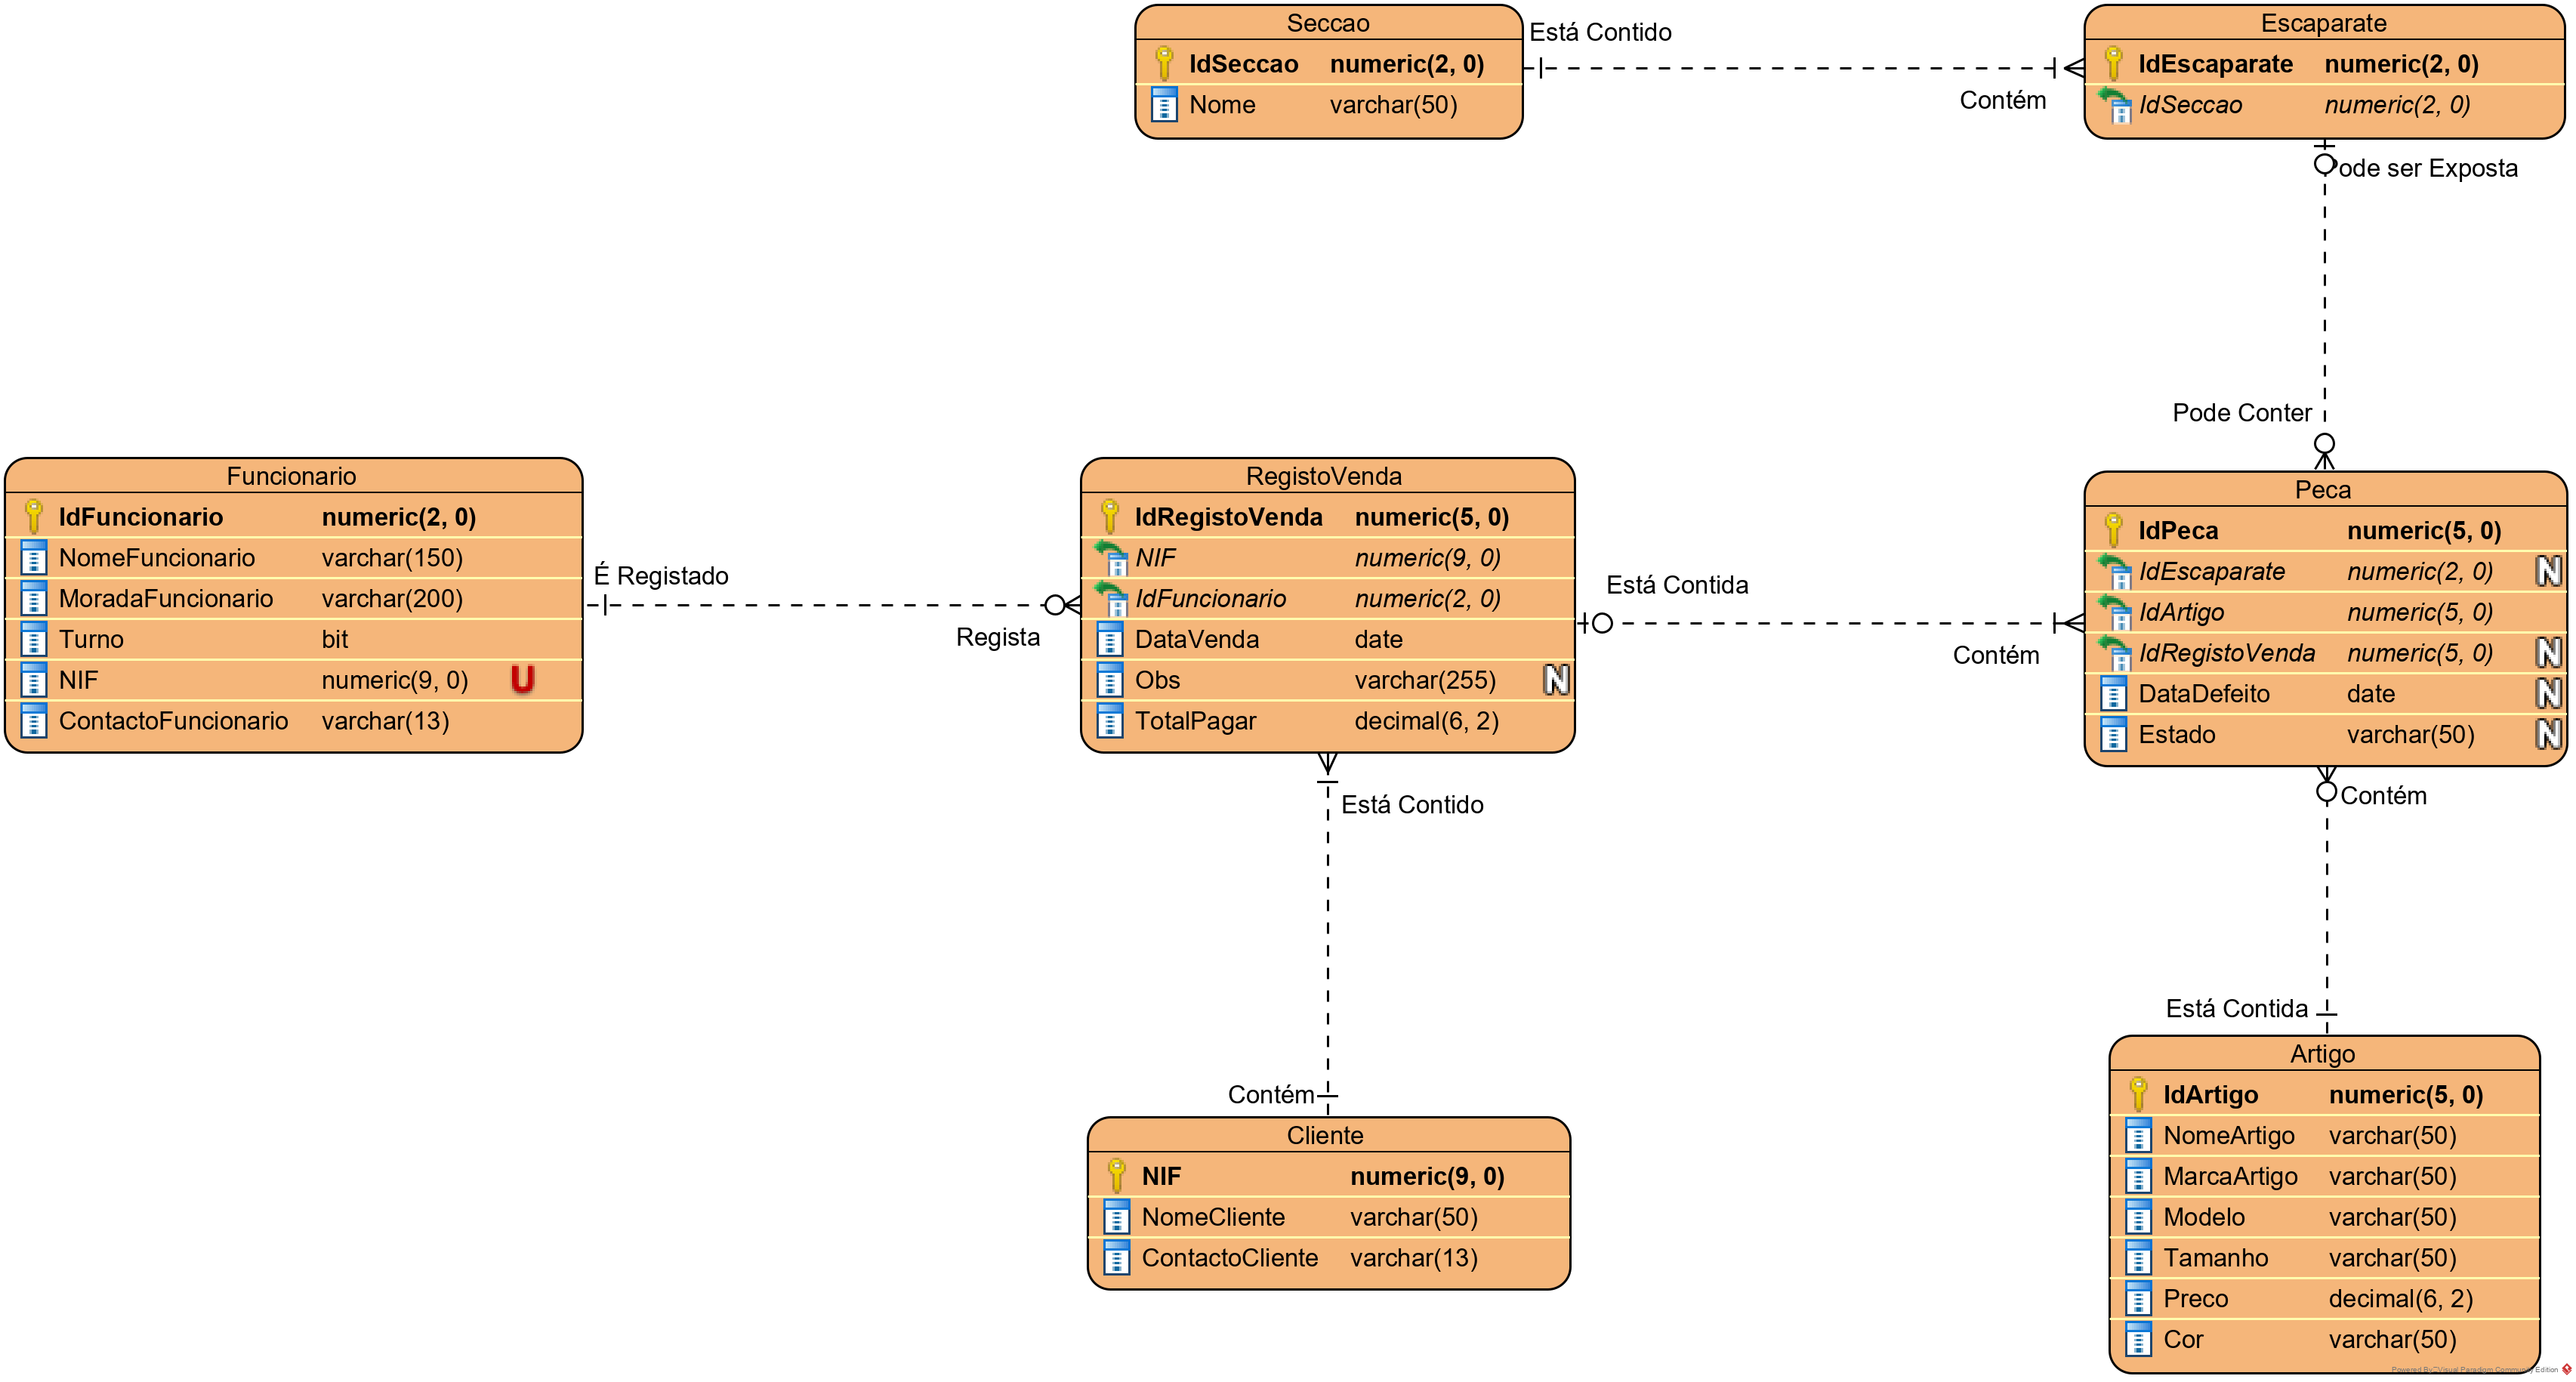 Seccao
IdSeccao numeric(2, 0)
Nome varchar(50)
Está Contido
Contém
Escaparate
IdEscaparate numeric(2, 0)
IdSeccao numeric(2, 0)
Pode ser Exposta
Pode Conter
Funcionario
IdFuncionario numeric(2, 0)
NomeFuncionario varchar(150)
MoradaFuncionario varchar(200)
Turno bit
NIF numeric(9, 0) U
ContactoFuncionario varchar(13)
É Registado
Regista
RegistoVenda
IdRegistoVenda numeric(5, 0)
NIF numeric(9, 0)
IdFuncionario numeric(2, 0)
DataVenda date
Obs varchar(255) N
TotalPagar decimal(6, 2)
Está Contida
Contém
Peca
IdPeca numeric(5, 0)
IdEscaparate numeric(2, 0) N
IdArtigo numeric(5, 0)
IdRegistoVenda numeric(5, 0) N
DataDefeito date N
Estado varchar(50) N
Está Contido
Contém
Contém
Está Contida
Cliente
NIF numeric(9, 0)
NomeCliente varchar(50)
ContactoCliente varchar(13)
Artigo
IdArtigo numeric(5, 0)
NomeArtigo varchar(50)
MarcaArtigo varchar(50)
Modelo varchar(50)
Tamanho varchar(50)
Preco decimal(6, 2)
Cor varchar(50)
Powered By Visual Paradigm Community Edition